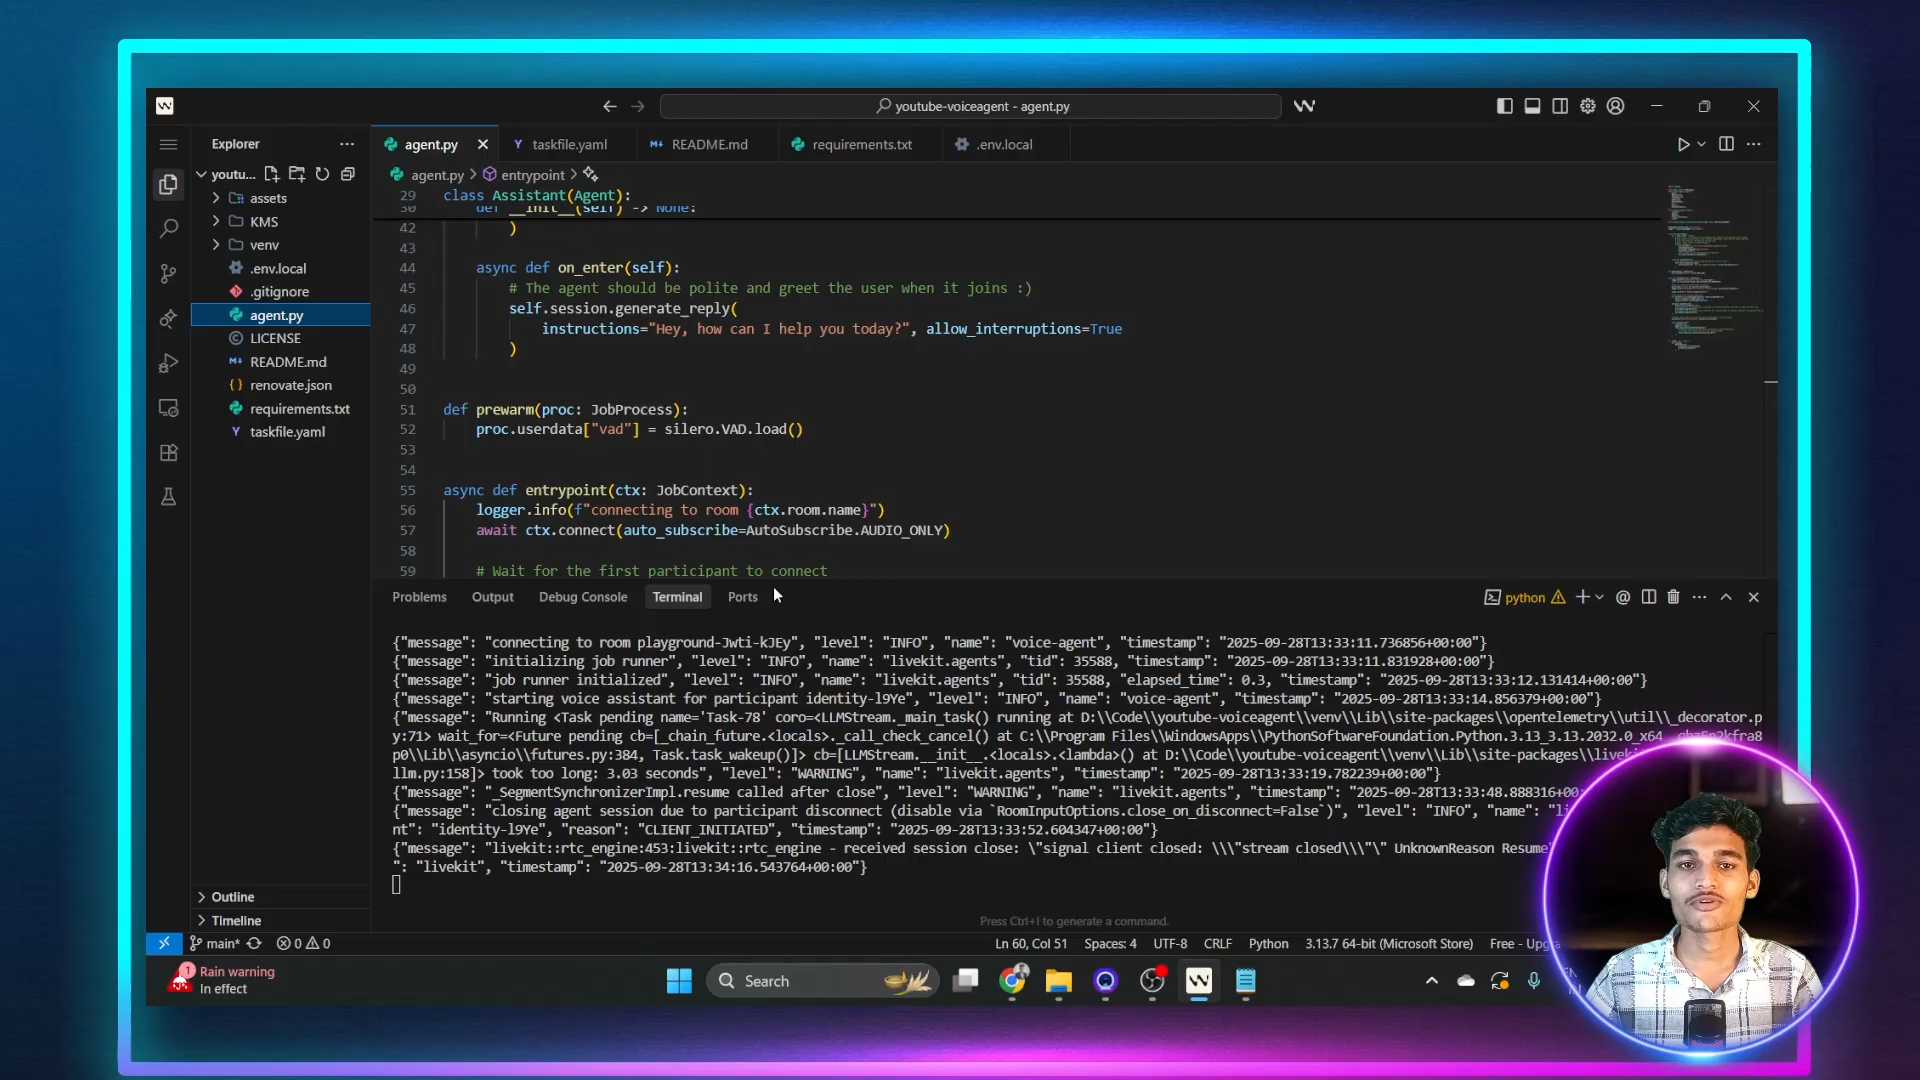 youtube-voiceagent - agent.py
Explorer
agent.py
taskfile.yaml
README.md
requirements.txt
.env.local
youtu...
agent.py > entrypoint >
assets
KMS
venv
.env.local
.gitignore
agent.py
LICENSE
README.md
renovate.json
requirements.txt
taskfile.yaml
29 class Assistant(Agent):
30 def __init__(self) -> None:
42 )
43
44 async def on_enter(self):
45 # The agent should be polite and greet the user when it joins :)
46 self.session.generate_reply(
47 instructions="Hey, how can I help you today?", allow_interruptions=True
48 )
49
50
51 def prewarm(proc: JobProcess):
52 proc.userdata["vad"] = silero.VAD.load()
53
54
55 async def entrypoint(ctx: JobContext):
56 logger.info(f"connecting to room {ctx.room.name}")
57 await ctx.connect(auto_subscribe=AutoSubscribe.AUDIO_ONLY)
58
59 # Wait for the first participant to connect
Problems Output Debug Console Terminal Ports
python
{"message": "connecting to room playground-Jwti-kJEy", "level": "INFO", "name": "voice-agent", "timestamp": "2025-09-28T13:33:11.736856+00:00"}
{"message": "initializing job runner", "level": "INFO", "name": "livekit.agents", "tid": 35588, "timestamp": "2025-09-28T13:33:11.831928+00:00"}
{"message": "job runner initialized", "level": "INFO", "name": "livekit.agents", "tid": 35588, "elapsed_time": 0.3, "timestamp": "2025-09-28T13:33:12.131414+00:00"}
{"message": "starting voice assistant for participant identity-l9Ye", "level": "INFO", "name": "voice-agent", "timestamp": "2025-09-28T13:33:14.856379+00:00"}
{"message": "Running <Task pending name='Task-78' coro=<LLMStream._main_task() running at D:\\Code\\youtube-voiceagent\\venv\\Lib\\site-packages\\opentelemetry\\util\\_decorator.p
y:71> wait_for=<Future pending cb=[_chain_future.<locals>._call_check_cancel() at C:\\Program Files\\WindowsApps\\PythonSoftwareFoundation.Python.3.13_3.13.2032.0_x64
p0\\Lib\\asyncio\\futures.py:384, Task.task_wakeup()]> cb=[LLMStream.__init__.<locals>.<lambda>() at D:\\Code\\youtube-voiceagent\\venv\\Lib\\site-packages\\
llm.py:158]> took too long: 3.03 seconds", "level": "WARNING", "name": "livekit.agents", "timestamp": "2025-09-28T13:33:19.782239+00:00"}
{"message": "_SegmentSynchronizerImpl.resume called after close", "level": "WARNING", "name": "livekit.agents", "timestamp": "2025-09-28T13:33:48.888316+00:
{"message": "closing agent session due to participant disconnect (disable via `RoomInputOptions.close_on_disconnect=False`)", "level": "INFO", "name":
nt": "identity-l9Ye", "reason": "CLIENT_INITIATED", "timestamp": "2025-09-28T13:33:52.604347+00:00"}
{"message": "livekit::rtc_engine:453:livekit::rtc_engine - received session close: \"signal client closed: \\\"stream closed\\\"\" UnknownReason Resume"
": "livekit", "timestamp": "2025-09-28T13:34:16.543764+00:00"}
Press Ctrl+I to generate a command.
Outline
Timeline
main* 0 0
Ln 60, Col 51 Spaces: 4 UTF-8 CRLF Python 3.13.7 64-bit (Microsoft Store) Free -
1
Rain warning
In effect
Search